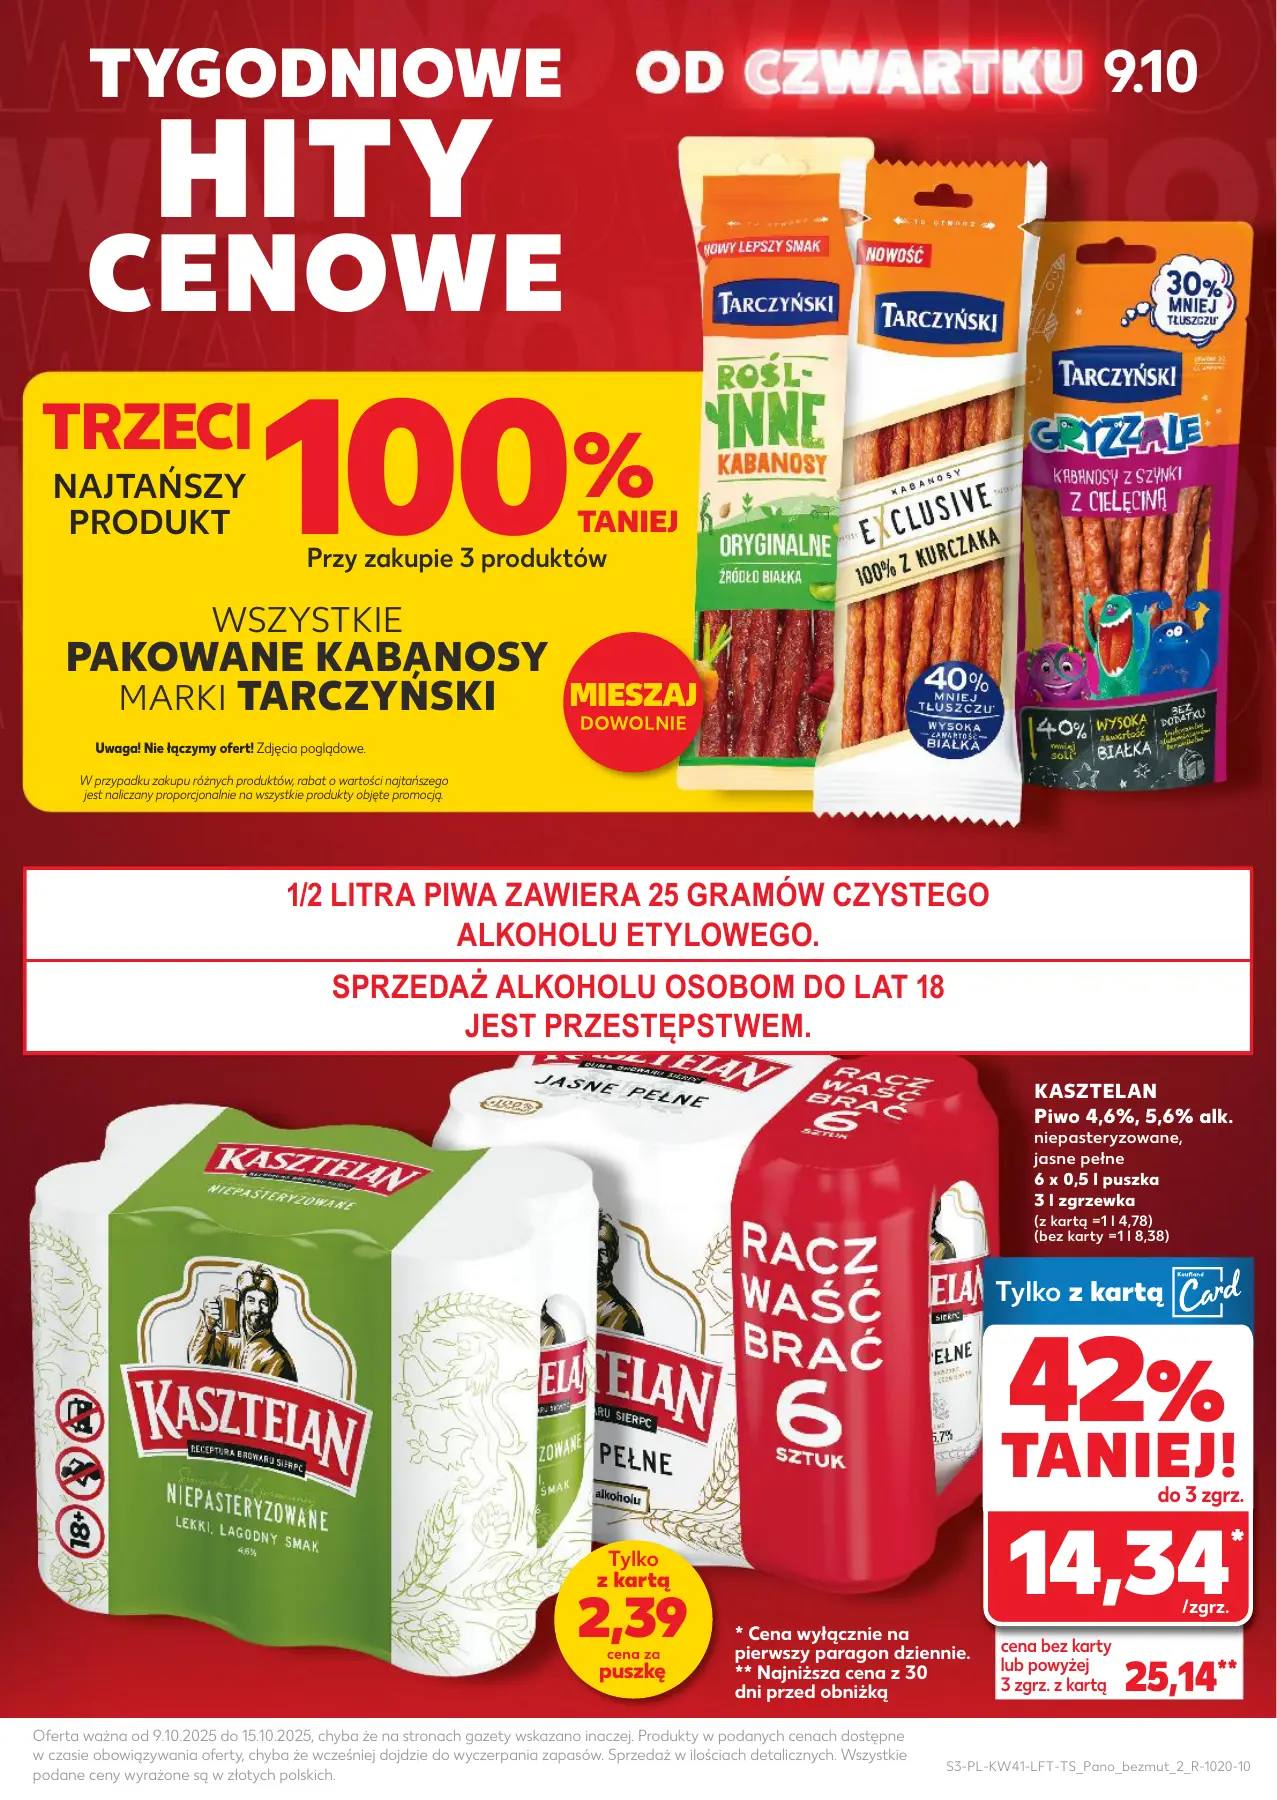 TYGODNIOWE
HITY
CENOWE
OD CZWARTKU 9.10
TRZECI
NAJTAŃSZY
PRODUKT
100%
TANIEJ
Przy zakupie 3 produktów
WSZYSTKIE
PAKOWANE KABANOSY
MARKI TARCZYŃSKI
MIESZAJ
DOWOLNIE
Uwaga! Nie łączymy ofert! Zdjęcia poglądowe.
W przypadku zakupu różnych produktów, rabat o wartości najtańszego
jest naliczany proporcjonalnie na wszystkie produkty objęte promocją.
NOWY LEPSZY SMAK
TARCZYŃSKI
ROŚL-
INNE
KABANOSY
ORYGINALNE
ŹRÓDŁO BIAŁKA
NOWOŚĆ
TARCZYŃSKI
KABANOSY
EXCLUSIVE
100% Z KURCZAKA
40%
MNIEJ
TŁUSZCZU
WYSOKA
ZAWARTOŚĆ
BIAŁKA
30%
MNIEJ
TŁUSZCZU
TARCZYŃSKI
GRYZZALE
KABANOSY Z SZYNKI
Z CIELĘCINĄ
40%
mniej
soli
WYSOKA
zawartość
BIAŁKA
BEZ
DODATKU
1/2 LITRA PIWA ZAWIERA 25 GRAMÓW CZYSTEGO
ALKOHOLU ETYLOWEGO.
SPRZEDAŻ ALKOHOLU OSOBOM DO LAT 18
JEST PRZESTĘPSTWEM.
KASZTELAN
Piwo 4,6%, 5,6% alk.
niepasteryzowane,
jasne pełne
6 x 0,5 l puszka
3 l zgrzewka
(z kartą =1 l 4,78)
(bez karty =1 l 8,38)
Tylko z kartą
Kaufland
Card
42%
TANIEJ!
do 3 zgrz.
14,34*
/zgrz.
cena bez karty
lub powyżej
3 zgrz. z kartą
25,14**
KASZTELAN
NIEPASTERYZOWANE
KASZTELAN
RECEPTURA BROWARU SIERPC
NIEPASTERYZOWANE
LEKKI, ŁAGODNY SMAK
4,6%
18+
JASNE PEŁNE
RACZ
WAŚĆ
BRAĆ
6
SZTUK
RACZ
WAŚĆ
BRAĆ
6
SZTUK
ELAN
PEŁNE
alkoholu
Tylko
z kartą
2,39
cena za
puszkę
* Cena wyłącznie na
pierwszy paragon dziennie.
** Najniższa cena z 30
dni przed obniżką
Oferta ważna od 9.10.2025 do 15.10.2025, chyba że na stronach gazety wskazano inaczej. Produkty w podanych cenach dostępne
w czasie obowiązywania oferty, chyba że wcześniej dojdzie do wyczerpania zapasów. Sprzedaż w ilościach detalicznych. Wszystkie
podane ceny wyrażone są w złotych polskich.
S3-PL-KW41-LFT-TS_Pano_bezmut_2_R-1020-10